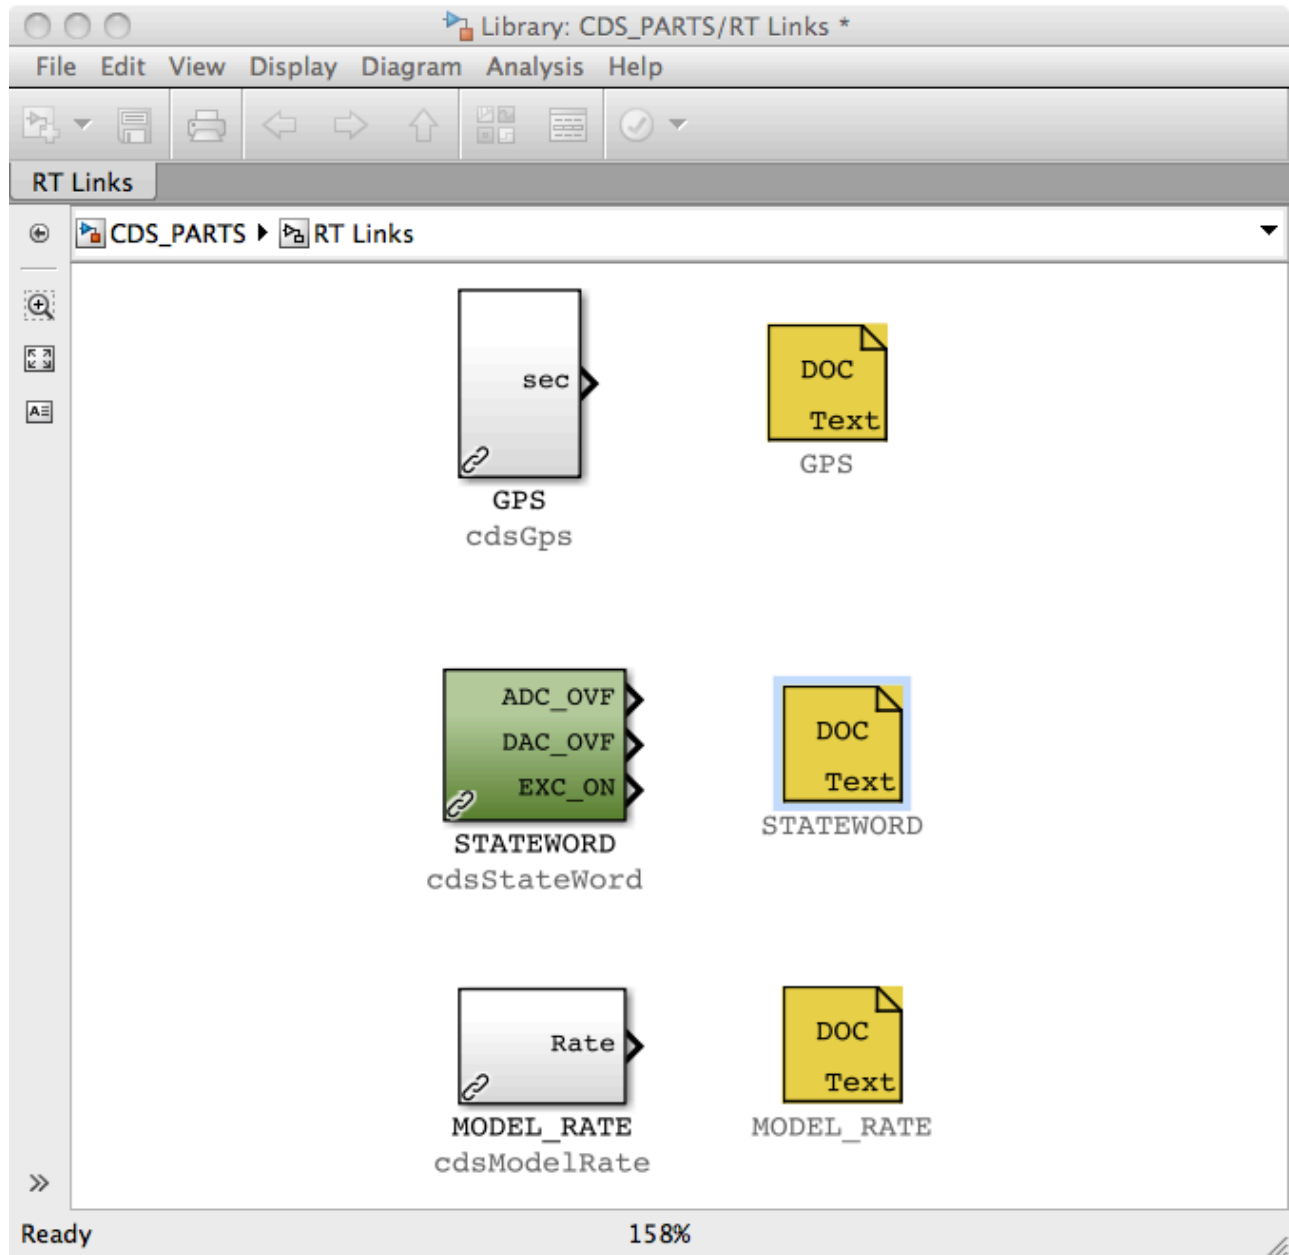 Library: CDS_PARTS/RT Links *
File Edit View Display Diagram Analysis Help
RT Links
CDS_PARTS RT Links
sec
GPS
cdsGps
DOC
Text
GPS
ADC_OVF
DAC_OVF
EXC_ON
STATEWORD
cdsStateWord
DOC
Text
STATEWORD
Rate
MODEL_RATE
cdsModelRate
DOC
Text
MODEL_RATE
Ready 158%